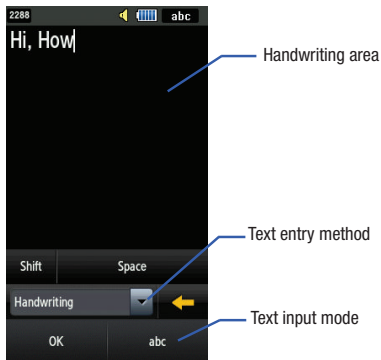 2288 abc
Hi, How
Handwriting area
Text entry method
Shift Space
Handwriting
Text input mode
OK abc